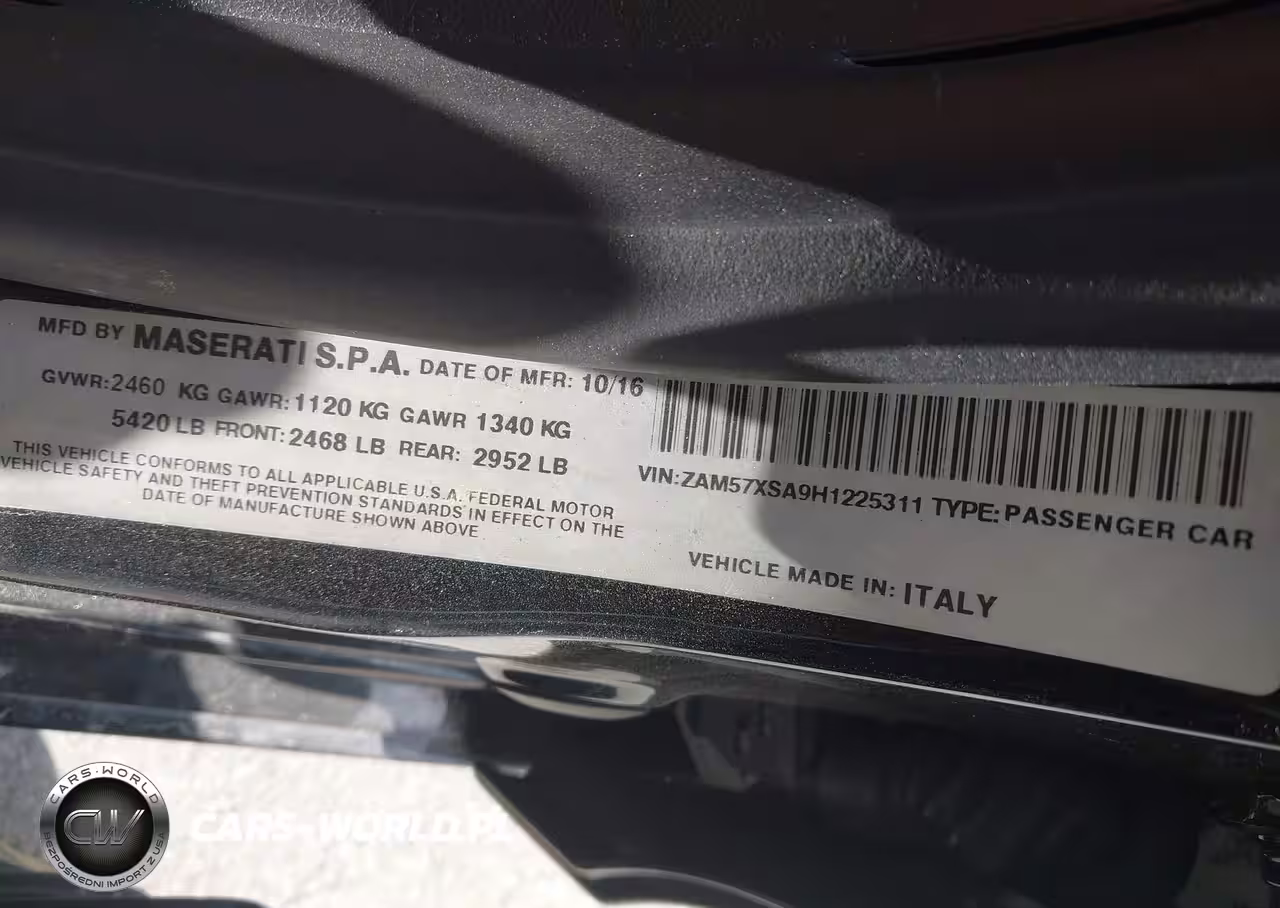 MFD BY MASERATI S.P.A. DATE OF MFR: 10/16
GVWR:2460 KG GAWR:1120 KG GAWR 1340 KG
5420 LB FRONT:2468 LB REAR: 2952 LB
THIS VEHICLE CONFORMS TO ALL APPLICABLE U.S.A. FEDERAL MOTOR
VEHICLE SAFETY AND THEFT PREVENTION STANDARDS IN EFFECT ON THE
DATE OF MANUFACTURE SHOWN ABOVE
VIN:ZAM57XSA9H1225311 TYPE:PASSENGER CAR
VEHICLE MADE IN: ITALY
CARS-WORLD
CW
BEZPOŚREDNI IMPORT Z USA
CARS-WORLD.PL